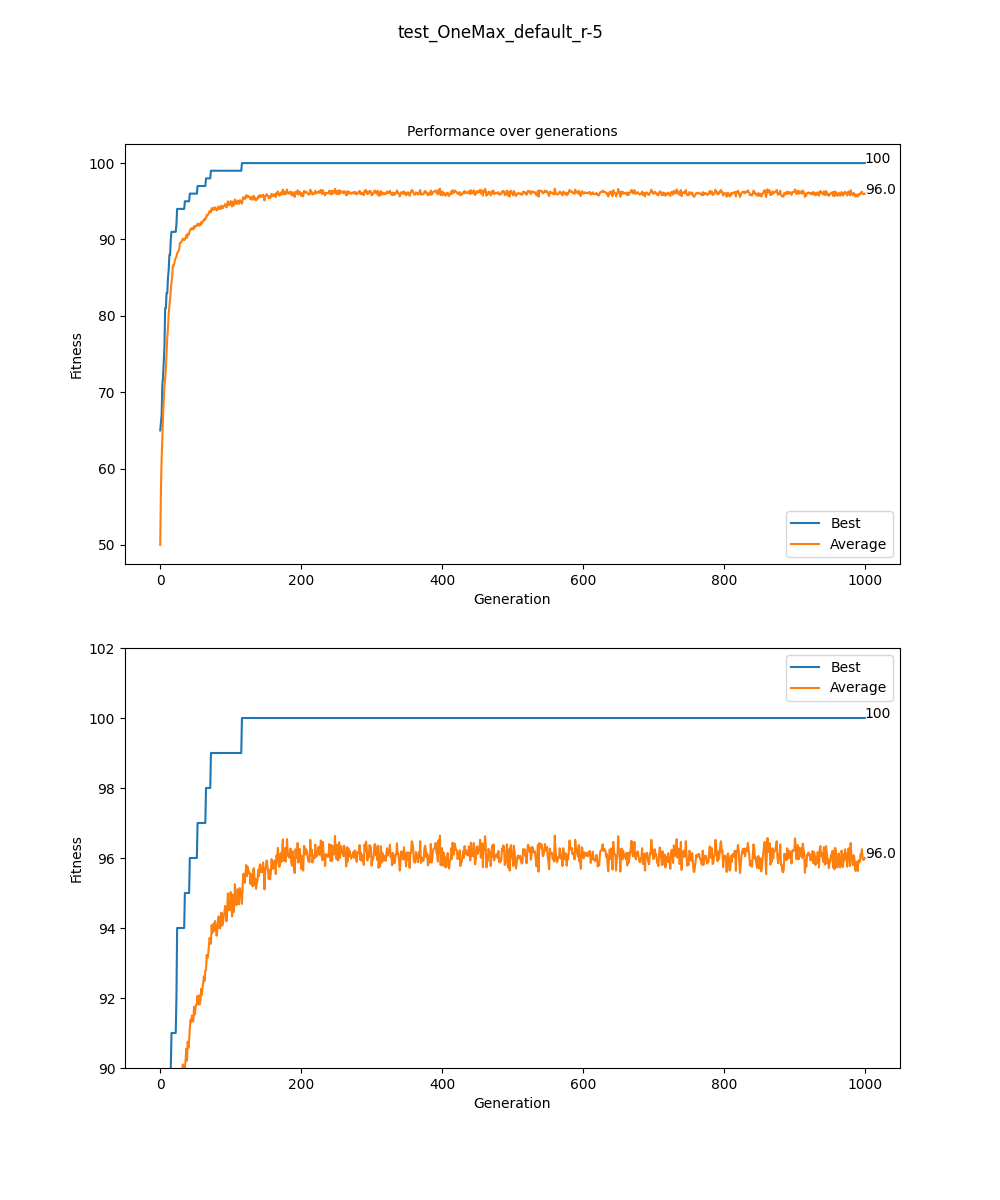 test_OneMax_default_r-5
Performance over generations
100
90
80
70
60
50
Fitness
100
96.0
Best
Average
0 200 400 600 800 1000
Generation
102
100
98
96
94
92
90
Fitness
Best
Average
100
96.0
0 200 400 600 800 1000
Generation